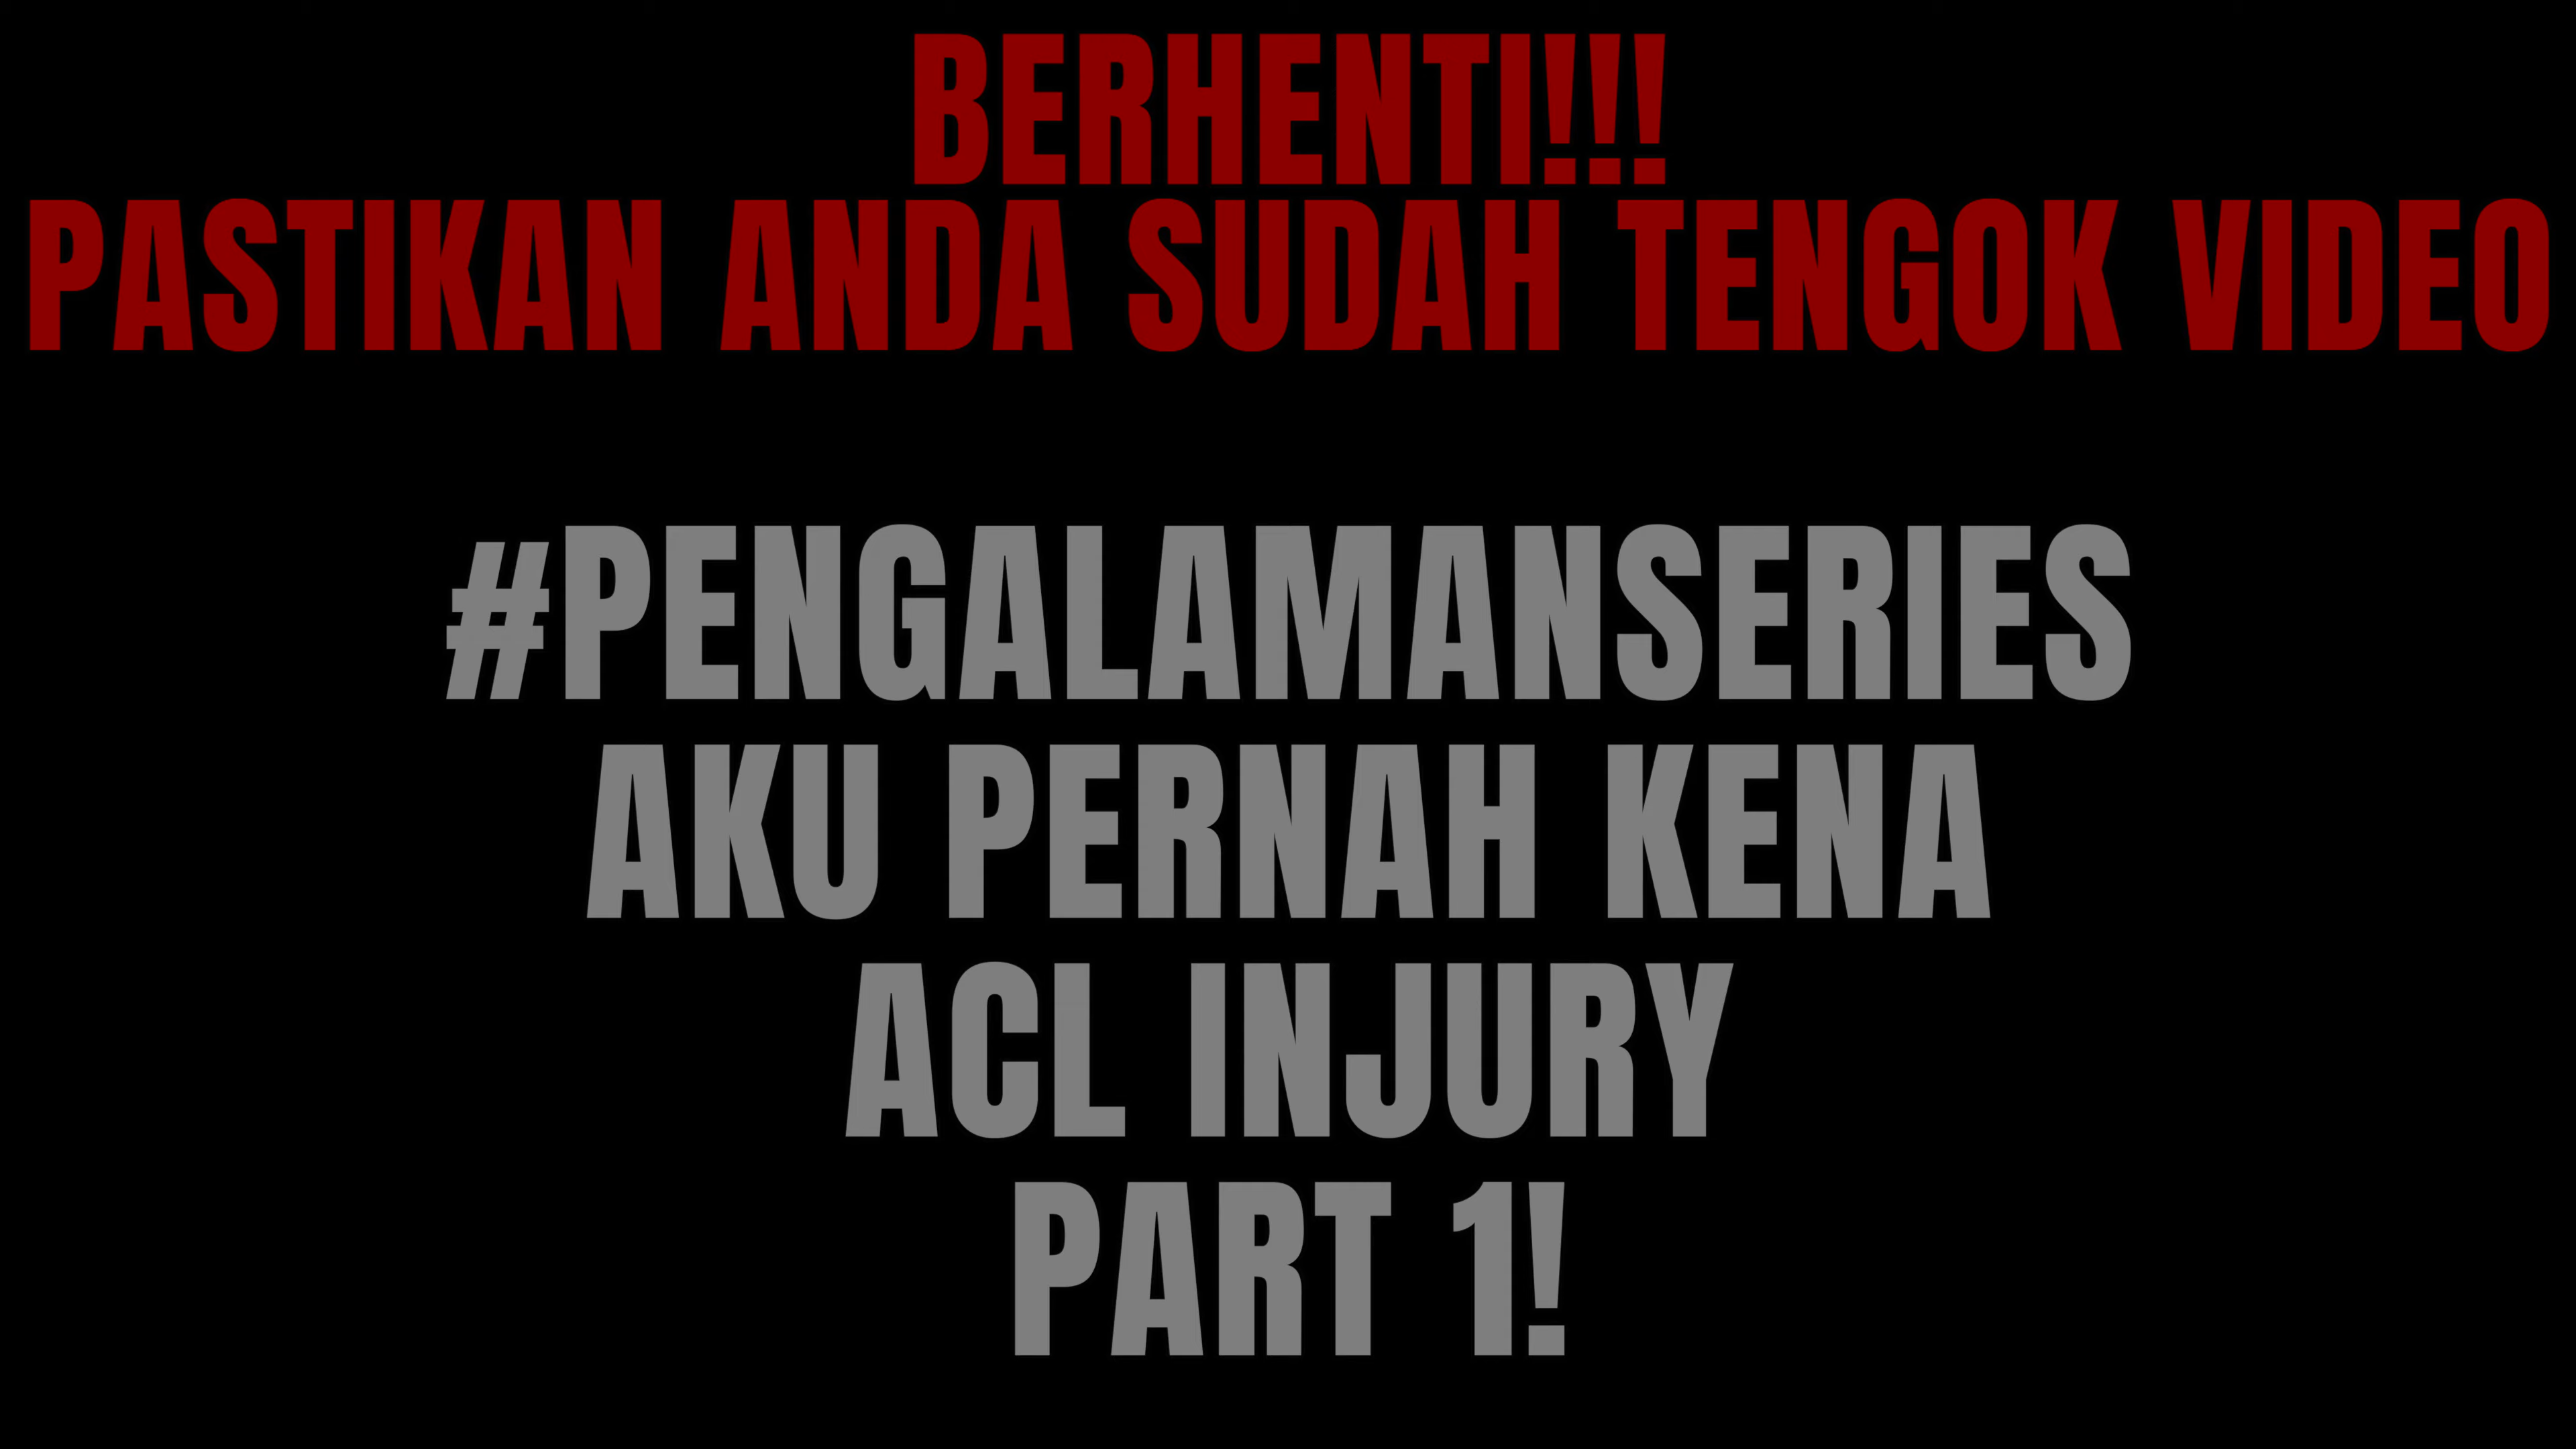 BERHENTI!!!
PASTIKAN ANDA SUDAH TENGOK VIDEO
#PENGALAMANSERIES
AKU PERNAH KENA
ACL INJURY
PART 1!